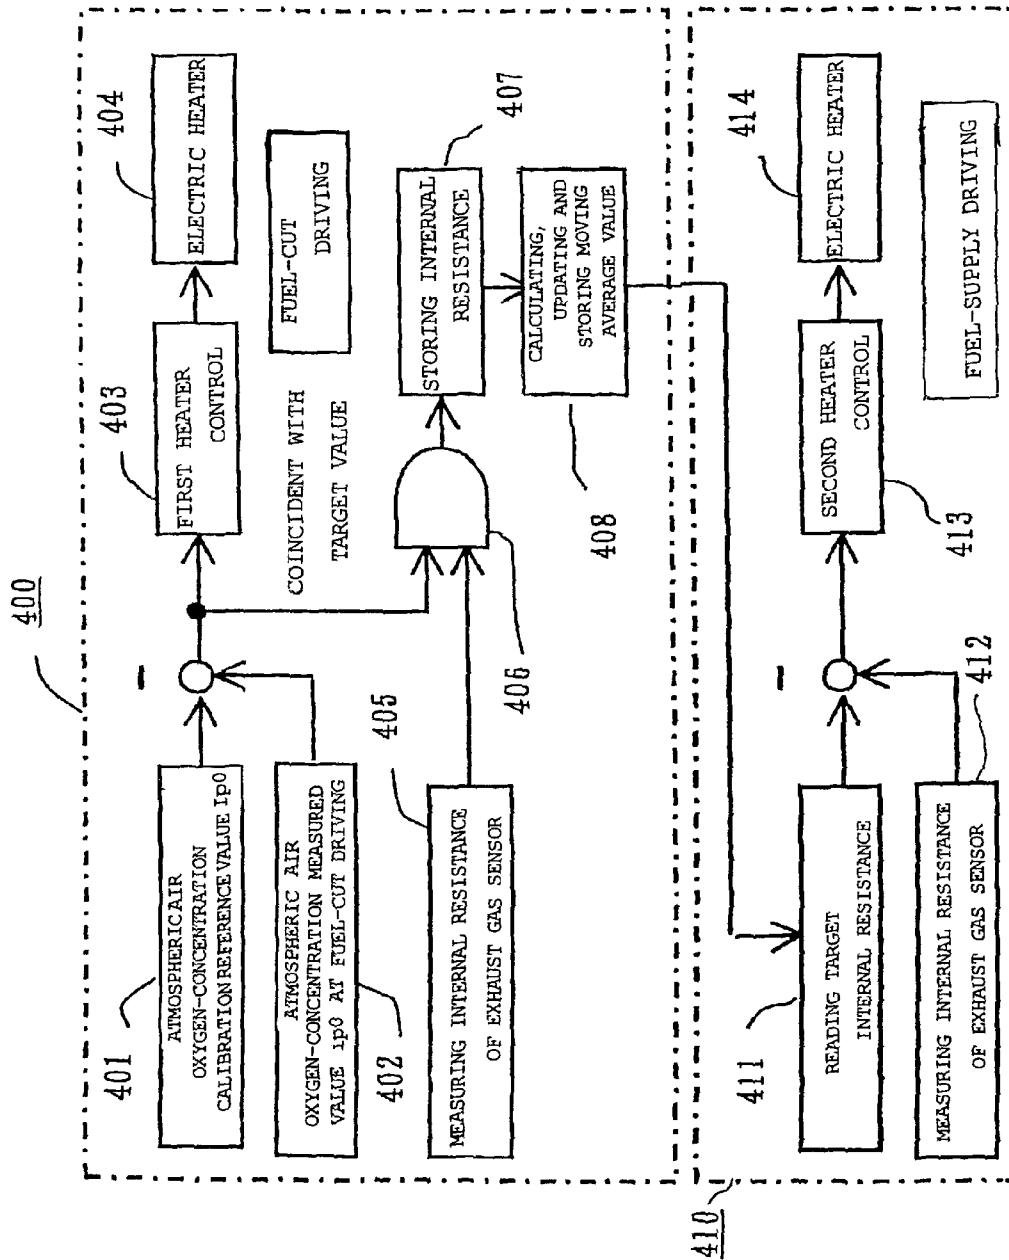 400
401
ATMOSPHERIC AIR
OXYGEN-CONCENTRATION
CALIBRATION REFERENCE VALUE Ip0
-
403
FIRST HEATER
CONTROL
404
ELECTRIC HEATER
ATMOSPHERIC AIR
OXYGEN-CONCENTRATION MEASURED
VALUE ip0 AT FUEL-CUT DRIVING
402
COINCIDENT WITH
TARGET VALUE
FUEL-CUT
DRIVING
405
MEASURING INTERNAL RESISTANCE
OF EXHAUST GAS SENSOR
406
STORING INTERNAL
RESISTANCE
407
CALCULATING,
UPDATING AND
STORING MOVING
AVERAGE VALUE
408
410
411
READING TARGET
INTERNAL RESISTANCE
-
SECOND HEATER
CONTROL
413
414
ELECTRIC HEATER
412
MEASURING INTERNAL RESISTANCE
OF EXHAUST GAS SENSOR
FUEL-SUPPLY DRIVING